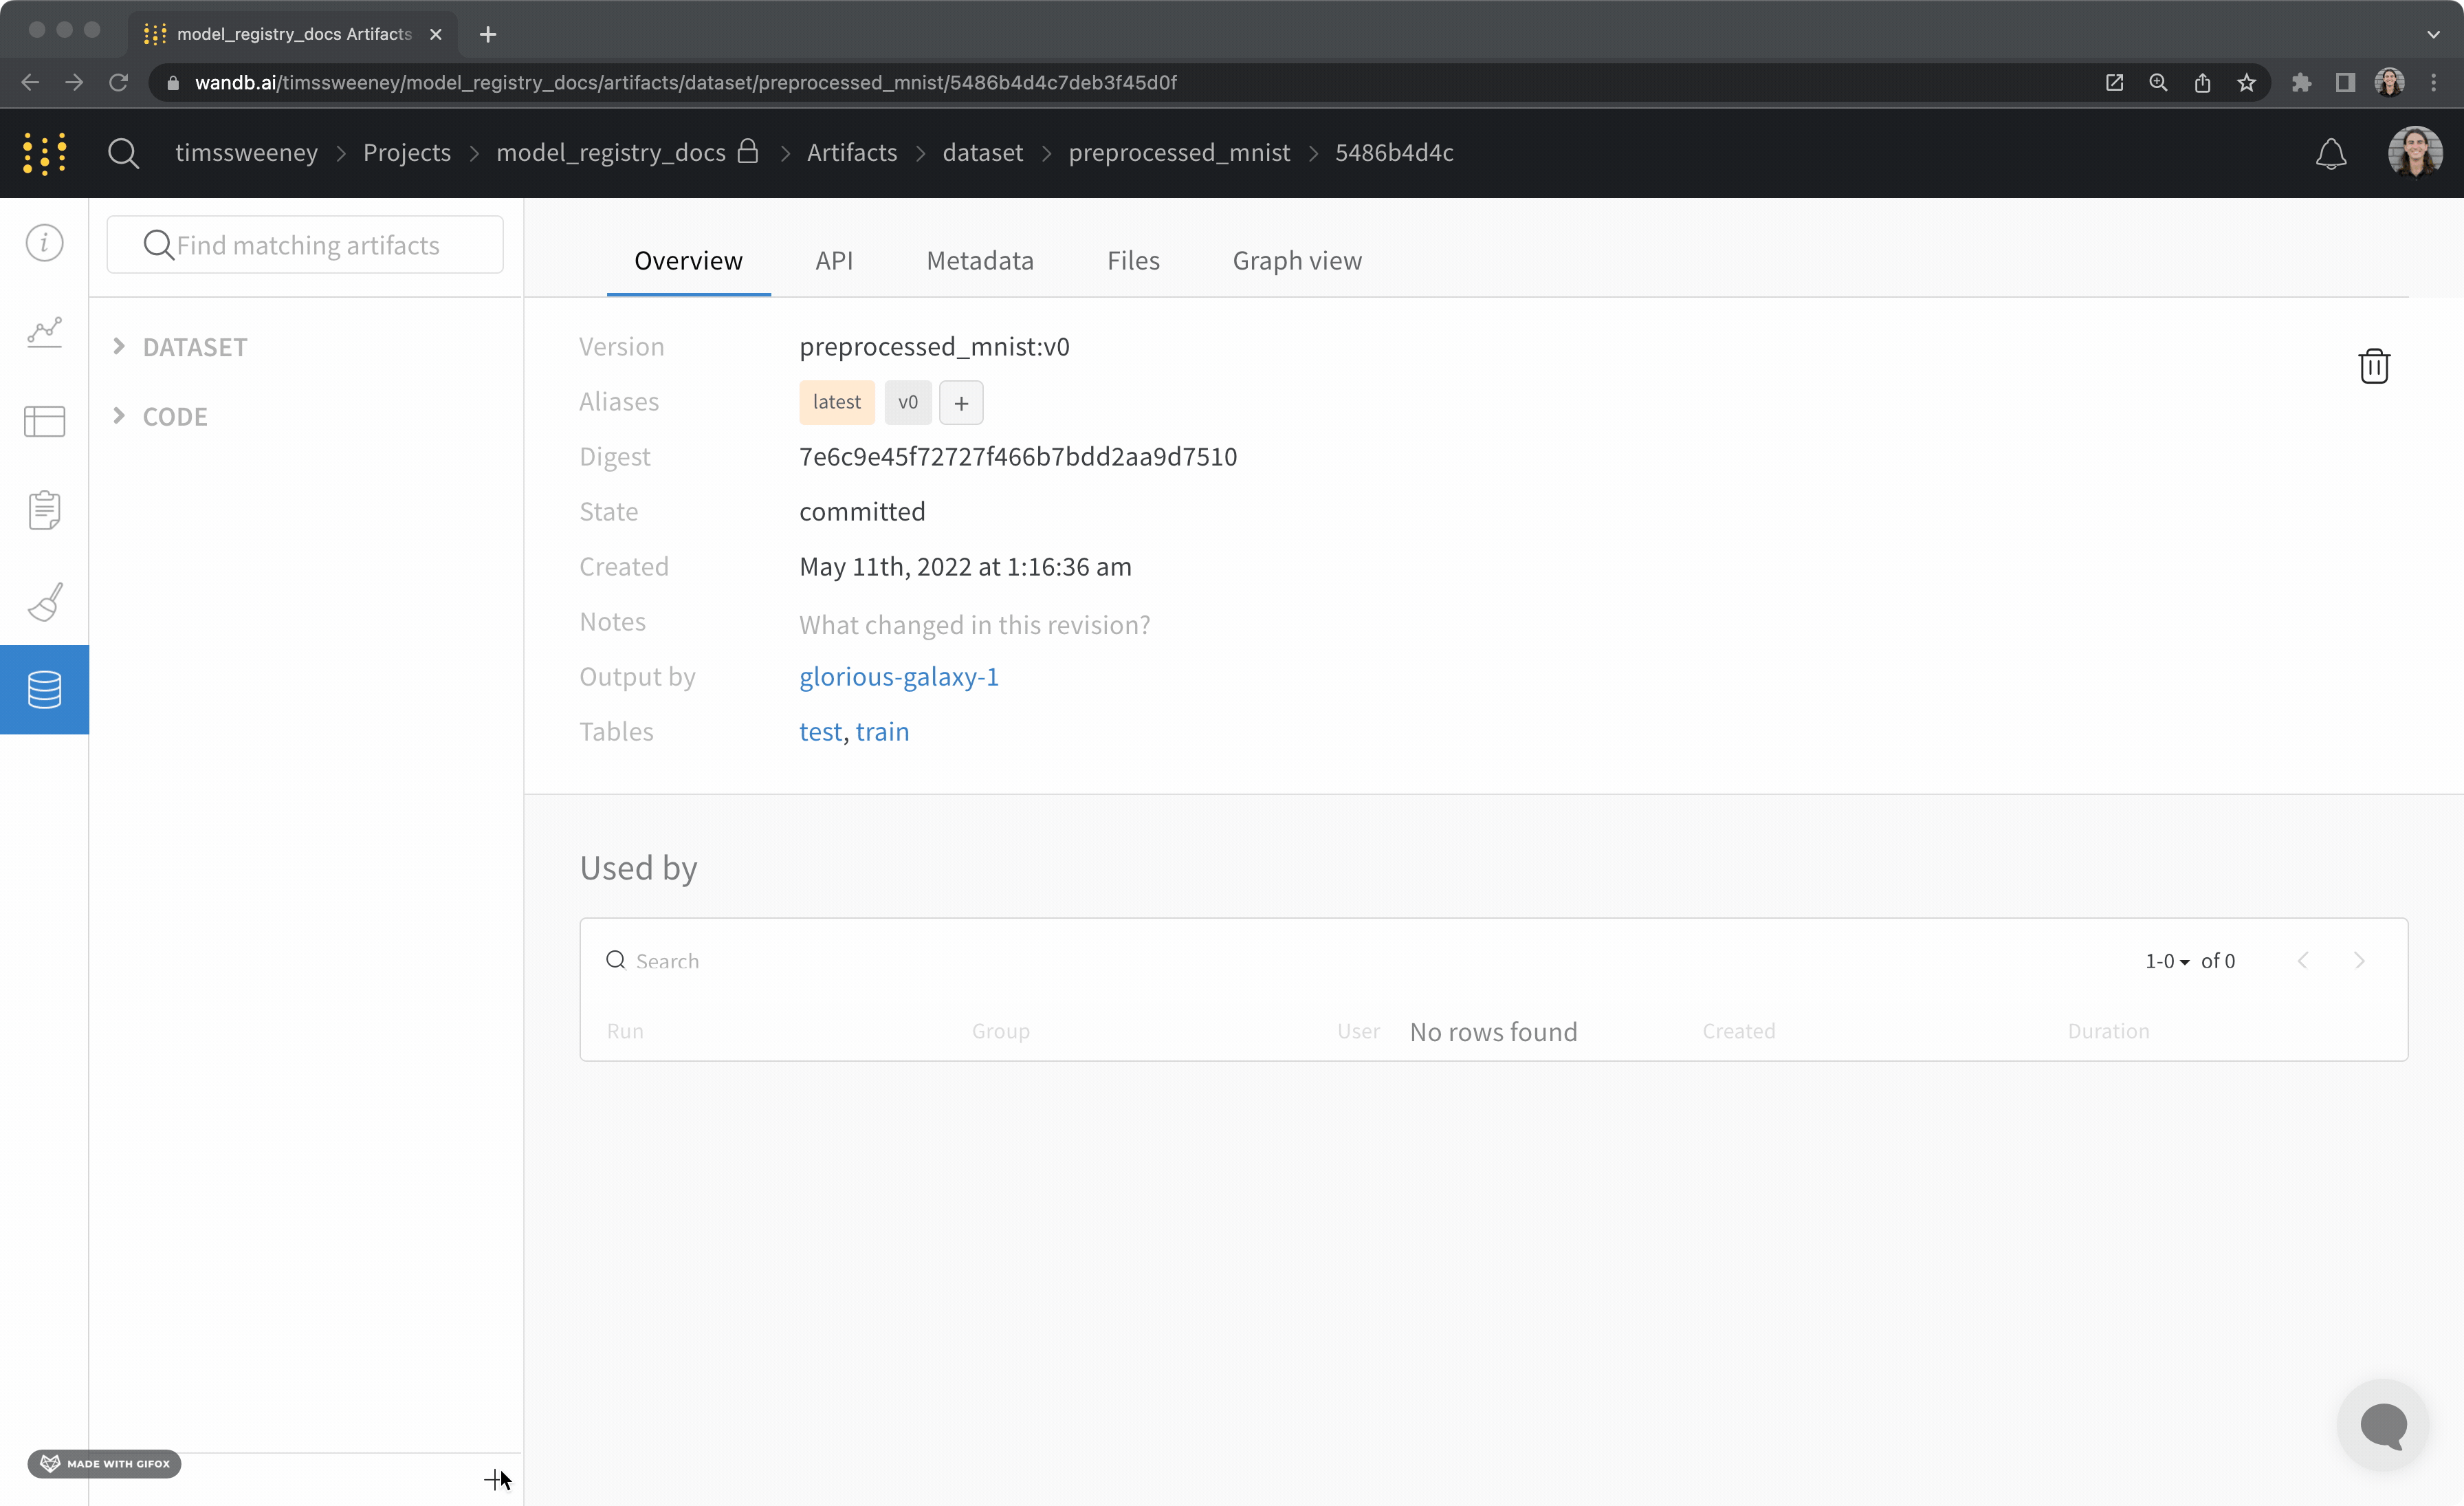 model_registry_docs Artifacts
wandb.ai/timssweeney/model_registry_docs/artifacts/dataset/preprocessed_mnist/5486b4d4c7deb3f45d0f
timssweeney > Projects > model_registry_docs > Artifacts > dataset > preprocessed_mnist > 5486b4d4c
Find matching artifacts
DATASET
CODE
Overview API Metadata Files Graph view
Version preprocessed_mnist:v0
Aliases latest v0 +
Digest 7e6c9e45f72727f466b7bdd2aa9d7510
State committed
Created May 11th, 2022 at 1:16:36 am
Notes What changed in this revision?
Output by glorious-galaxy-1
Tables test, train
Used by
Search 1-0 of 0
Run Group User No rows found Created Duration
MADE WITH GIFOX